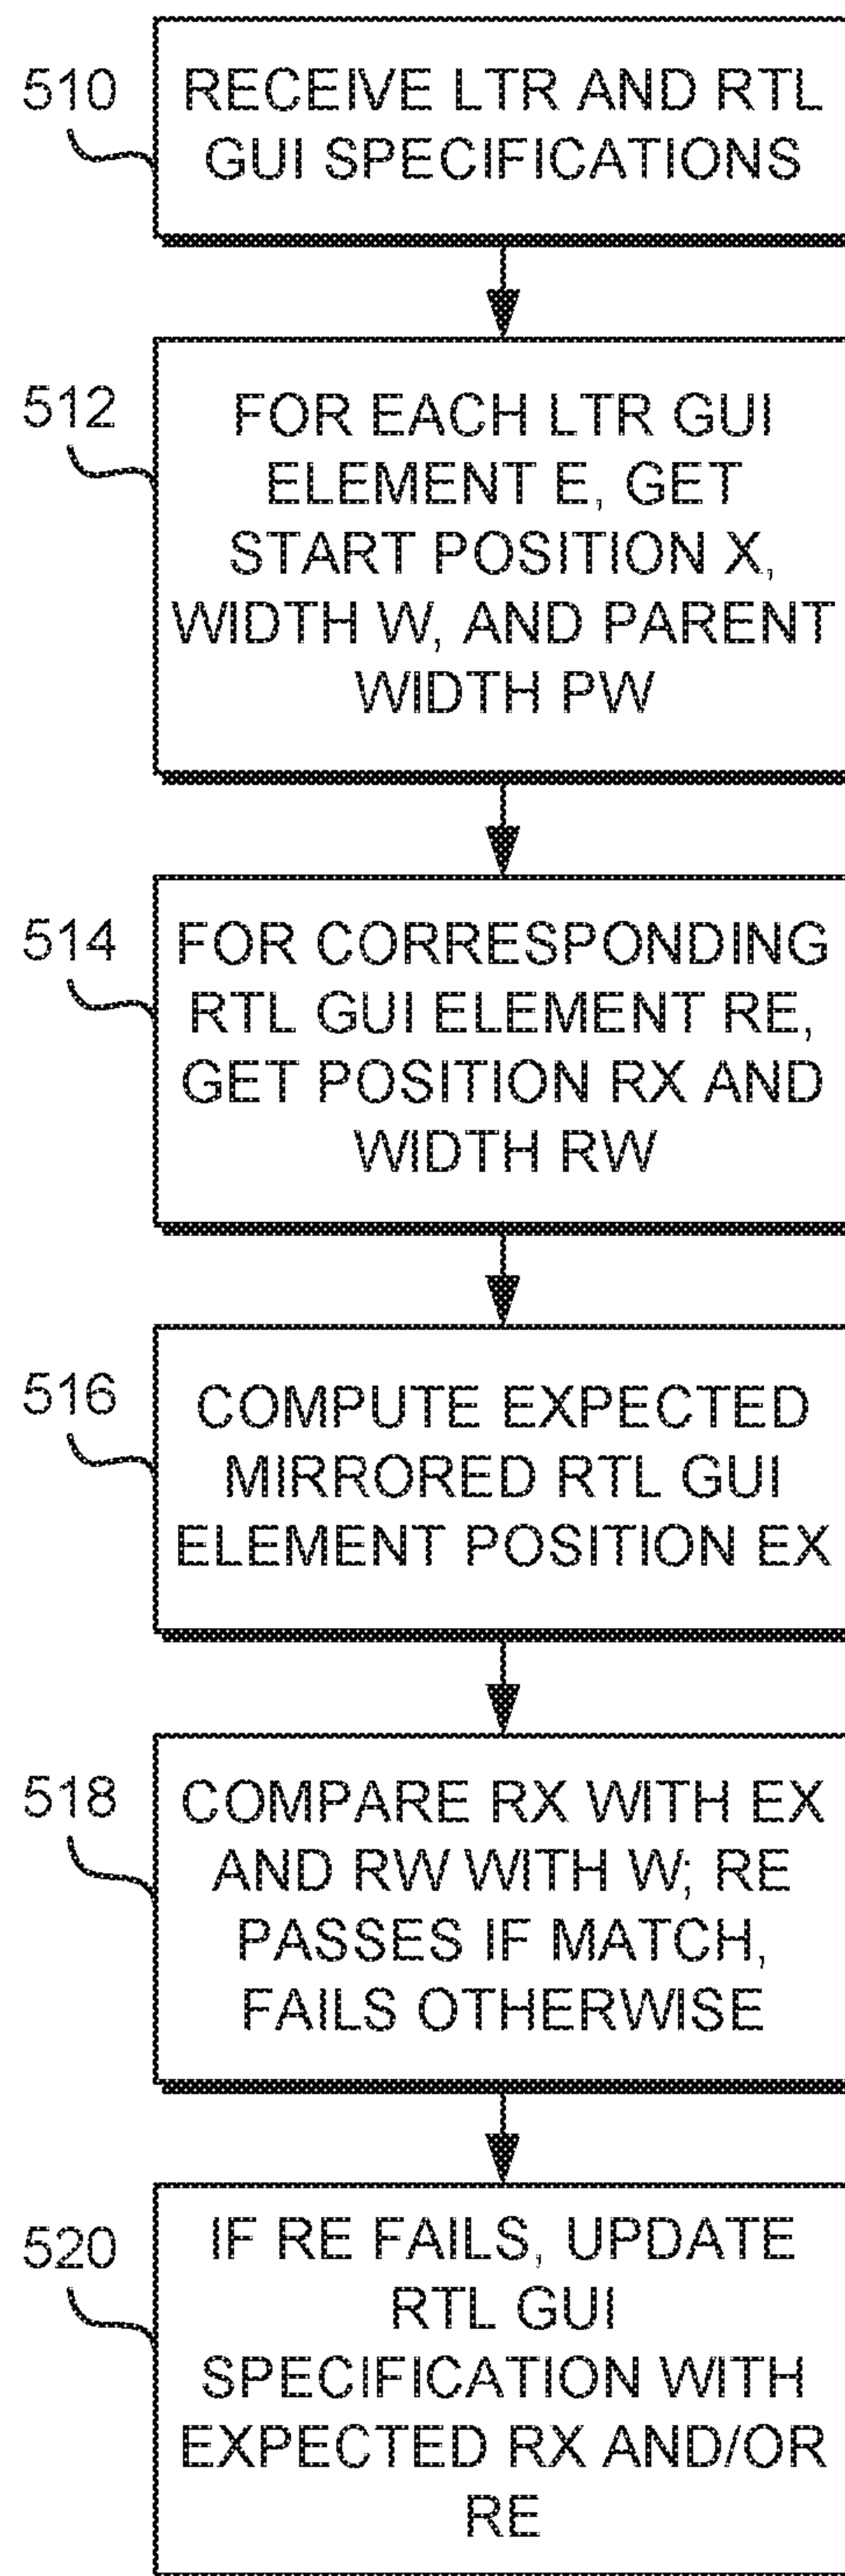 510
RECEIVE LTR AND RTL
GUI SPECIFICATIONS
512
FOR EACH LTR GUI
ELEMENT E, GET
START POSITION X,
WIDTH W, AND PARENT
WIDTH PW
514
FOR CORRESPONDING
RTL GUI ELEMENT RE,
GET POSITION RX AND
WIDTH RW
516
COMPUTE EXPECTED
MIRRORED RTL GUI
ELEMENT POSITION EX
518
COMPARE RX WITH EX
AND RW WITH W; RE
PASSES IF MATCH,
FAILS OTHERWISE
520
IF RE FAILS, UPDATE
RTL GUI
SPECIFICATION WITH
EXPECTED RX AND/OR
RE